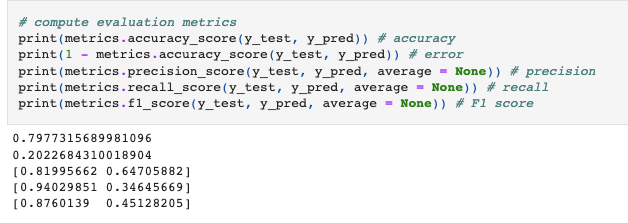 # compute evaluation metrics
print(metrics.accuracy_score(y_test, y_pred)) # accuracy
print(1 - metrics.accuracy_score(y_test, y_pred)) # error
print(metrics.precision_score(y_test, y_pred, average = None)) # precision
print(metrics.recall_score(y_test, y_pred, average = None)) # recall
print(metrics.f1_score(y_test, y_pred, average = None)) # F1 score
0.7977315689981096
0.2022684310018904
[0.81995662 0.64705882]
[0.94029851 0.34645669]
[0.8760139  0.45128205]